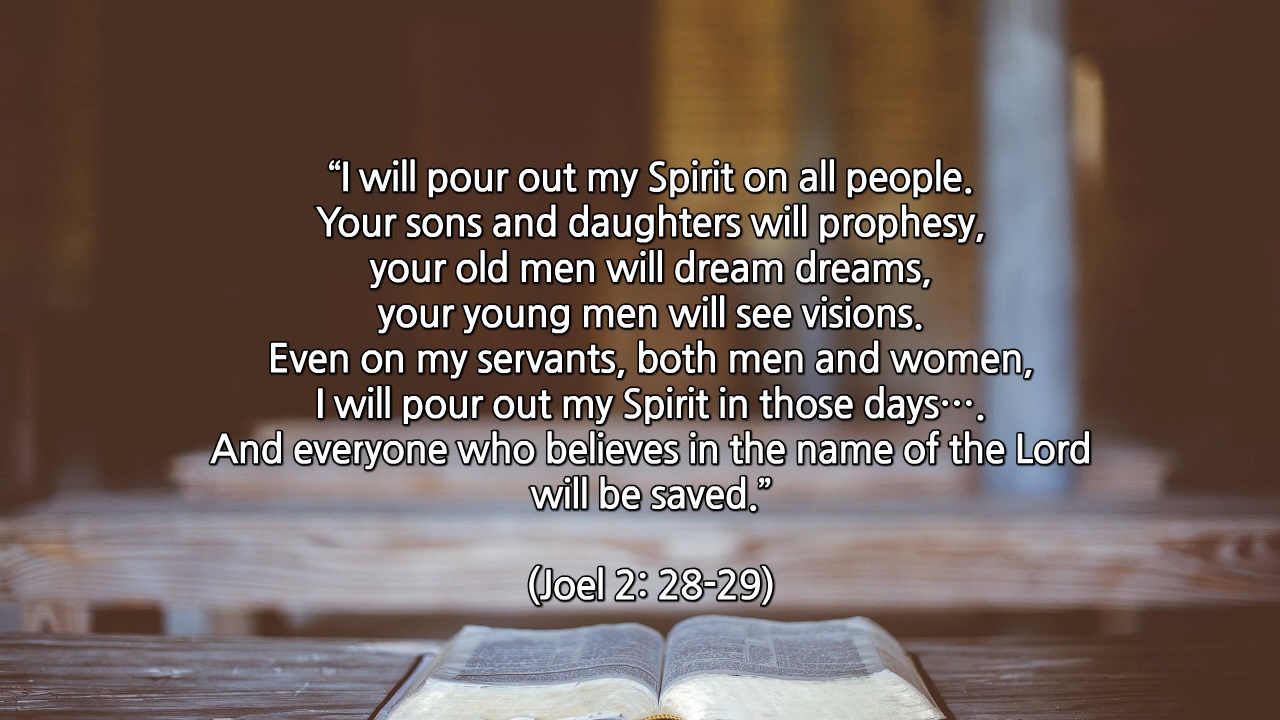 “I will pour out my Spirit on all people.
Your sons and daughters will prophesy,
your old men will dream dreams,
your young men will see visions.
Even on my servants, both men and women,
I will pour out my Spirit in those days….
And everyone who believes in the name of the Lord
will be saved.”
(Joel 2: 28-29)